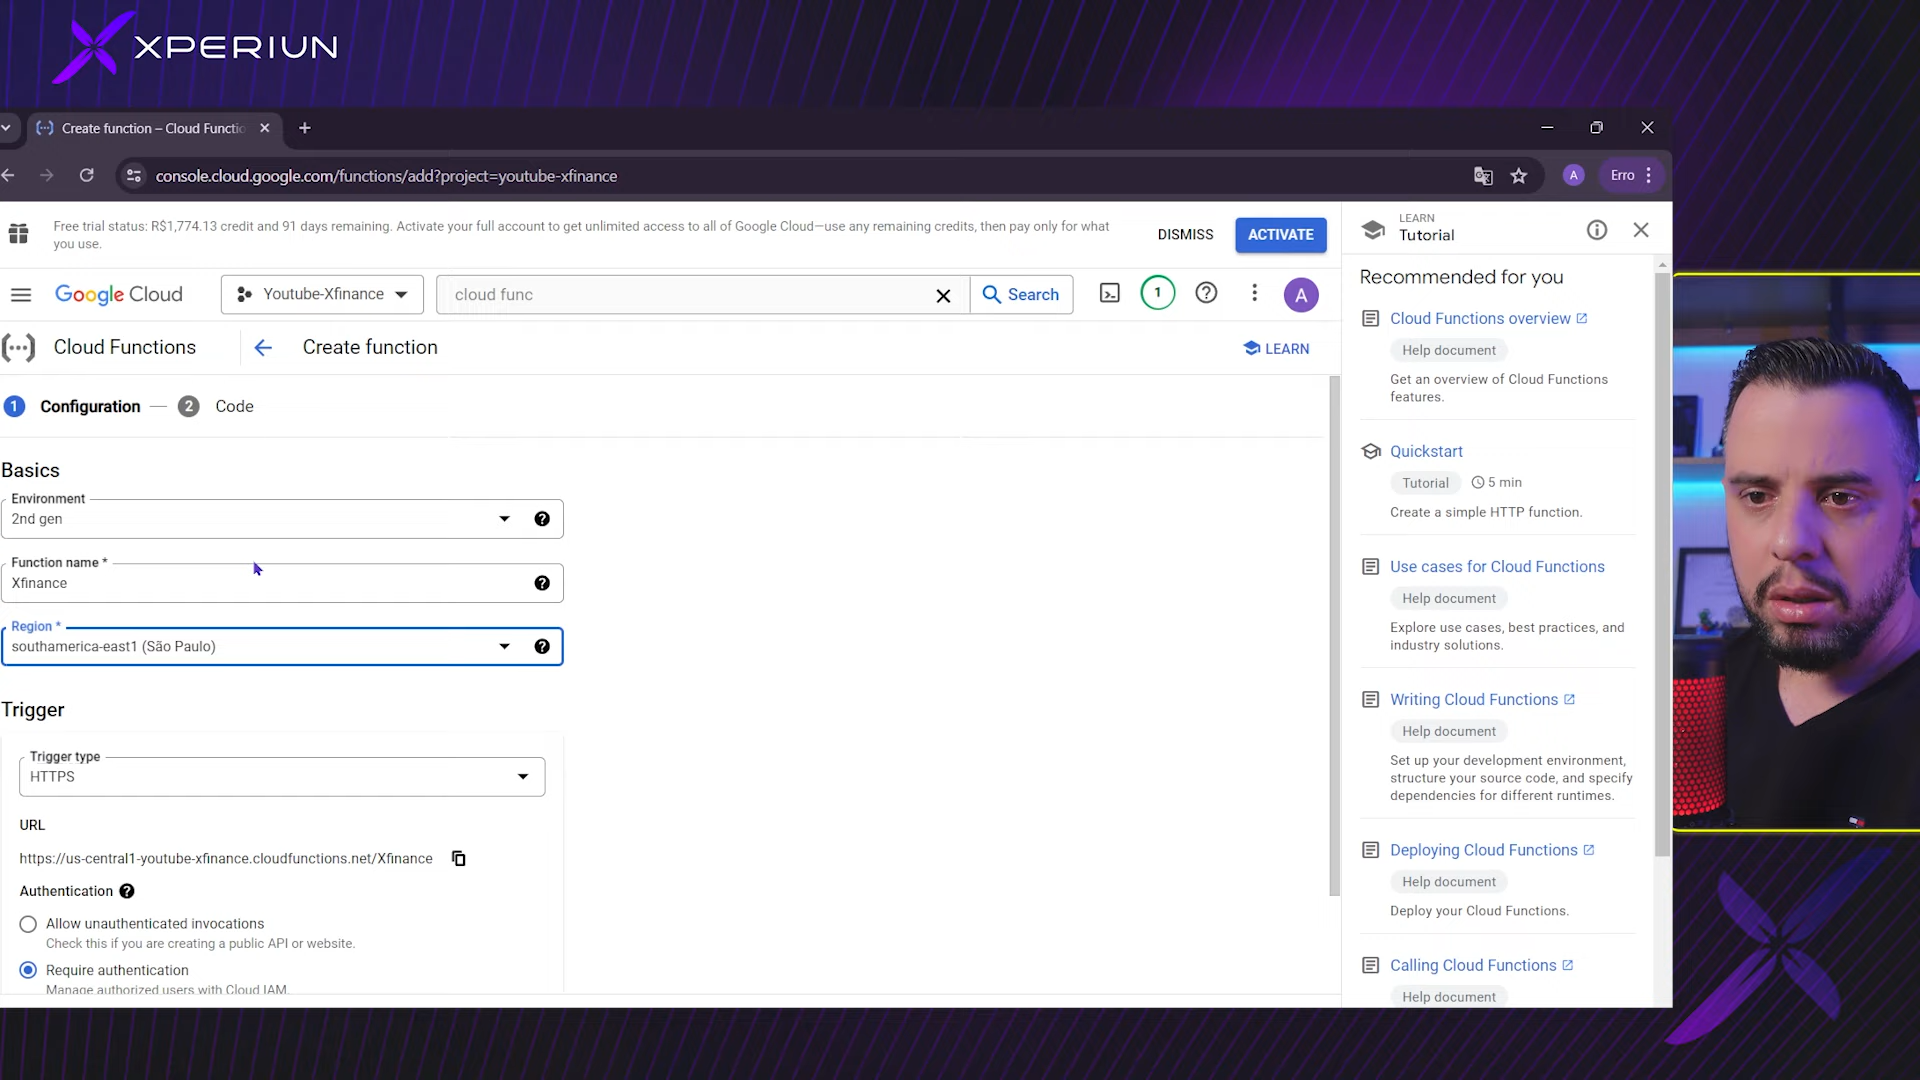 XPERIUN
Create function – Cloud Functio
console.cloud.google.com/functions/add?project=youtube-xfinance
A
Erro
Free trial status: R$1,774.13 credit and 91 days remaining. Activate your full account to get unlimited access to all of Google Cloud—use any remaining credits, then pay only for what
you use.
DISMISS
ACTIVATE
Google Cloud
Youtube-Xfinance
cloud func
Search
1
A
Cloud Functions
Create function
LEARN
1 Configuration — 2 Code
Basics
Environment
2nd gen
Function name *
Xfinance
Region *
southamerica-east1 (São Paulo)
Trigger
Trigger type
HTTPS
URL
https://us-central1-youtube-xfinance.cloudfunctions.net/Xfinance
Authentication
Allow unauthenticated invocations
Check this if you are creating a public API or website.
Require authentication
Manage authorized users with Cloud IAM.
LEARN
Tutorial
Recommended for you
Cloud Functions overview
Help document
Get an overview of Cloud Functions
features.
Quickstart
Tutorial
5 min
Create a simple HTTP function.
Use cases for Cloud Functions
Help document
Explore use cases, best practices, and
industry solutions.
Writing Cloud Functions
Help document
Set up your development environment,
structure your source code, and specify
dependencies for different runtimes.
Deploying Cloud Functions
Help document
Deploy your Cloud Functions.
Calling Cloud Functions
Help document